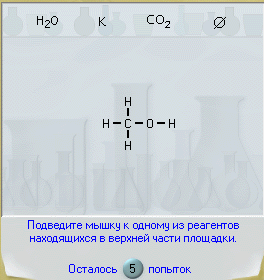 H₂O K CO₂ ∅
H
H C O H
H
Подведите мышку к одному из реагентов
находящихся в верхней части площадки.
Осталось 5 попыток